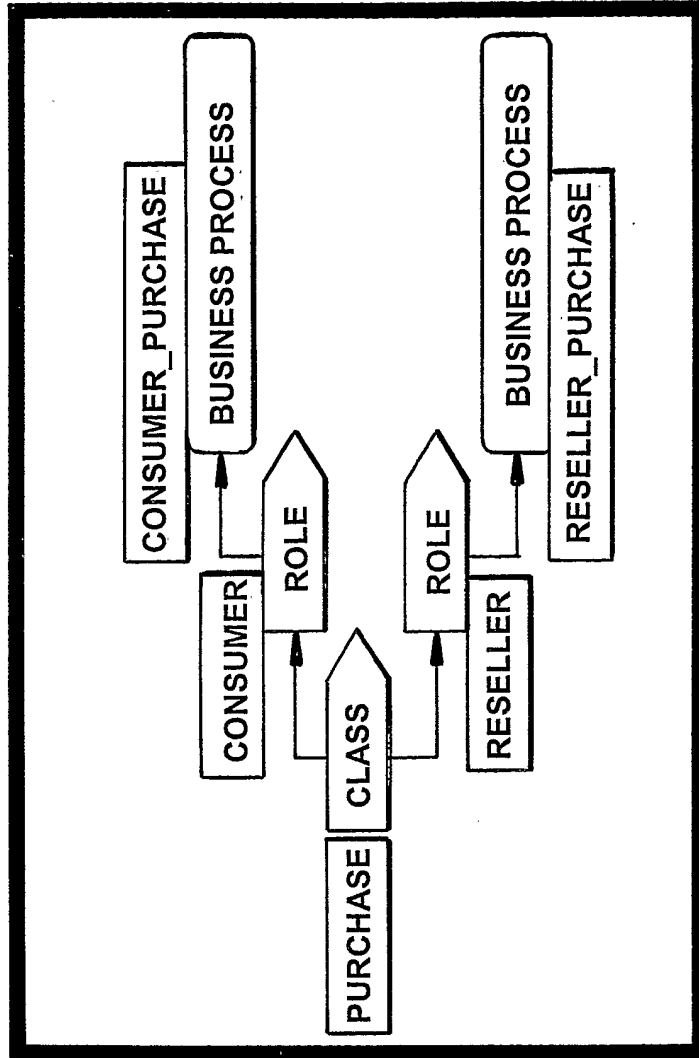 CONSUMER_PURCHASE
BUSINESS PROCESS
CONSUMER
ROLE
PURCHASE
CLASS
ROLE
RESELLER
BUSINESS PROCESS
RESELLER_PURCHASE